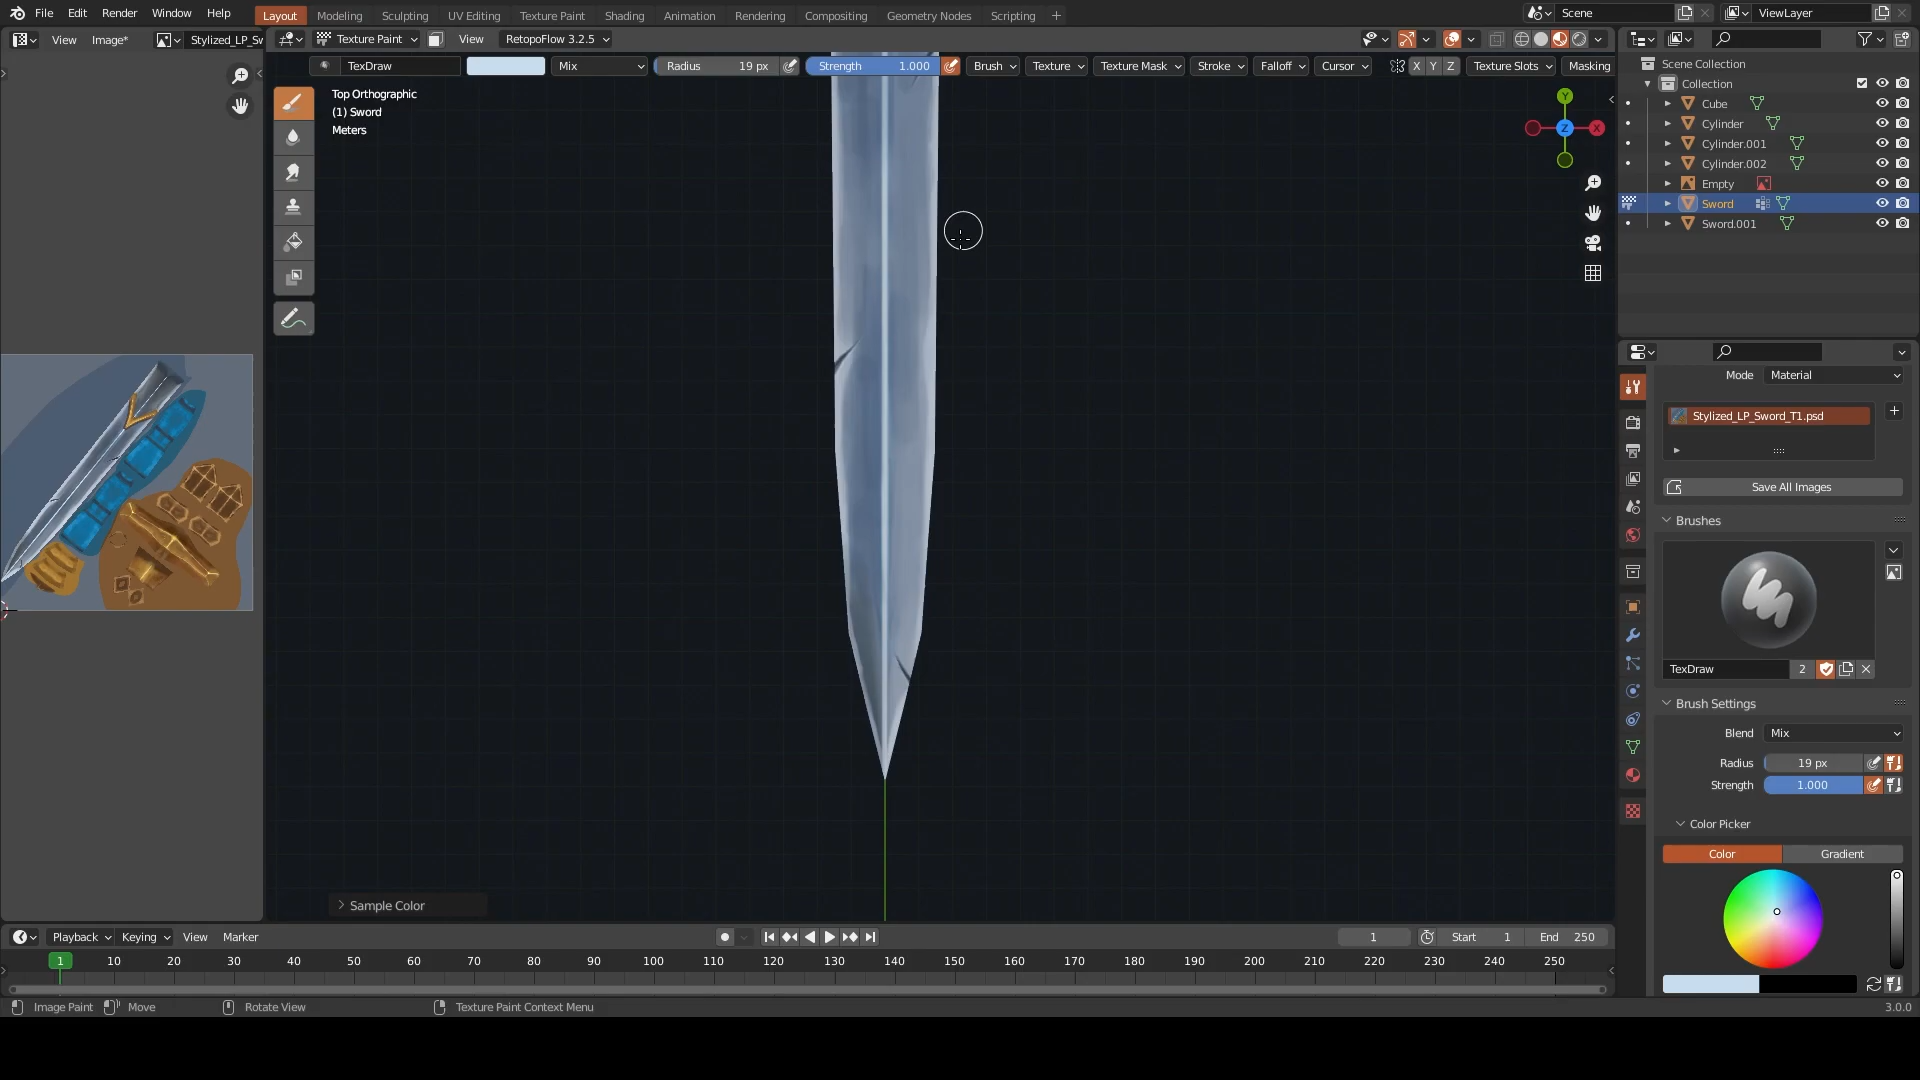 File Edit Render Window Help Layout Modeling Sculpting UV Editing Texture Paint Shading Animation Rendering Compositing Geometry Nodes Scripting + Scene ViewLayer
View Image* Stylized_LP_Sw Texture Paint View RetopoFlow 3.2.5
TexDraw Mix Radius 19 px Strength 1.000 Brush Texture Texture Mask Stroke Falloff Cursor X Y Z Texture Slots Masking
Top Orthographic
(1) Sword
Meters
Y
Z X
Sample Color
Scene Collection
Collection
Cube
Cylinder
Cylinder.001
Cylinder.002
Empty
Sword
Sword.001
Mode Material
Stylized_LP_Sword_T1.psd
Save All Images
Brushes
TexDraw 2
Brush Settings
Blend Mix
Radius 19 px
Strength 1.000
Color Picker
Color Gradient
Playback Keying View Marker 1 Start 1 End 250
1 10 20 30 40 50 60 70 80 90 100 110 120 130 140 150 160 170 180 190 200 210 220 230 240 250
Image Paint Move Rotate View Texture Paint Context Menu 3.0.0